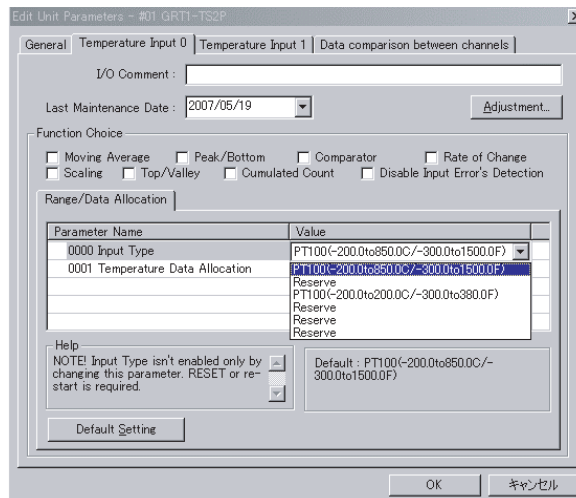 Edit Unit Parameters - #01 GRT1-TS2P
General
Temperature Input 0
Temperature Input 1
Data comparison between channels
I/O Comment :
Last Maintenance Date : 2007/05/19
Adjustment...
Function Choice
Moving Average
Peak/Bottom
Comparator
Rate of Change
Scaling
Top/Valley
Cumulated Count
Disable Input Error's Detection
Range/Data Allocation
Parameter Name
Value
0000 Input Type
PT100(-200.0to850.0C/-300.0to1500.0F)
0001 Temperature Data Allocation
PT100(-200.0to850.0C/-300.0to1500.0F)
Reserve
PT100(-200.0to200.0C/-300.0to380.0F)
Reserve
Reserve
Reserve
Help
NOTE! Input Type isn't enabled only by
changing this parameter. RESET or re-
start is required.
Default : PT100(-200.0to850.0C/-
300.0to1500.0F)
Default Setting
OK
キャンセル